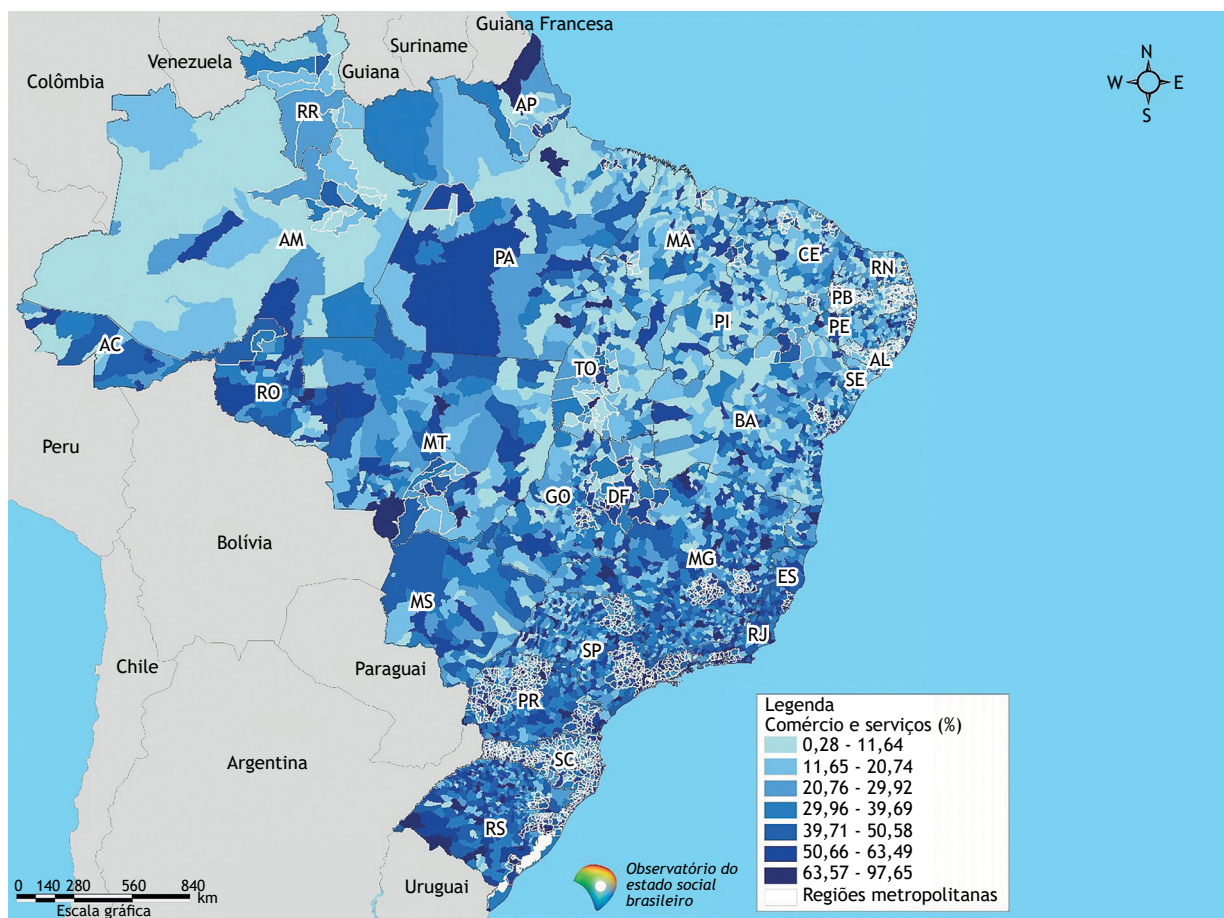 Guiana Francesa
Suriname
Venezuela
Guiana
Colômbia
N
W
E
S
RR
AP
AM
PA
MA
CE
RN
PB
PI
PE
AC
AL
TO
SE
RO
BA
MT
Peru
GO
DF
Bolívia
MG
ES
MS
RJ
SP
Chile
Paraguai
PR
SC
Argentina
RS
Uruguai
Legenda
Comércio e serviços (%)
0,28 - 11,64
11,65 - 20,74
20,76 - 29,92
29,96 - 39,69
39,71 - 50,58
50,66 - 63,49
63,57 - 97,65
Regiões metropolitanas
Observatório do
estado social
brasileiro
0 140 280 560 840
km
Escala gráfica